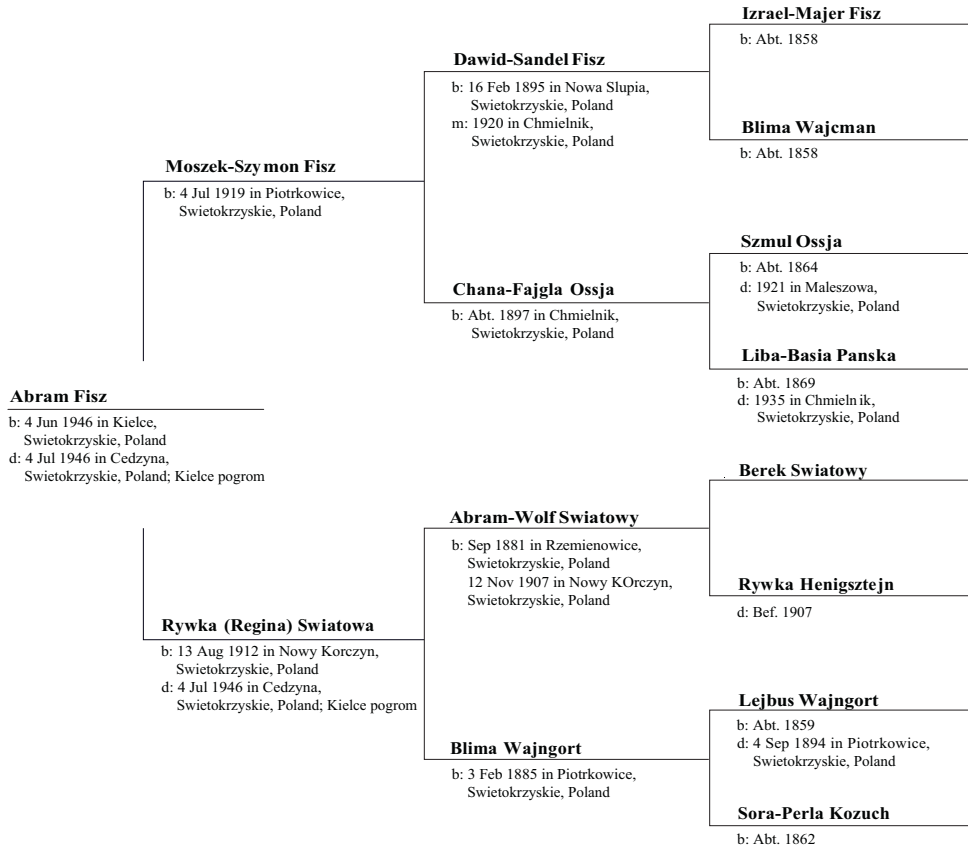 Izrael-Majer Fisz
b: Abt. 1858
Dawid-Sandel Fisz
b: 16 Feb 1895 in Nowa Slupia,
Swietokrzyskie, Poland
m: 1920 in Chmielnik,
Swietokrzyskie, Poland
Blima Wajcman
b: Abt. 1858
Moszek-Szymon Fisz
b: 4 Jul 1919 in Piotrkowice,
Swietokrzyskie, Poland
Szmul Ossja
b: Abt. 1864
d: 1921 in Maleszowa,
Swietokrzyskie, Poland
Chana-Fajgla Ossja
b: Abt. 1897 in Chmielnik,
Swietokrzyskie, Poland
Liba-Basia Panska
b: Abt. 1869
d: 1935 in Chmielnik,
Swietokrzyskie, Poland
Abram Fisz
b: 4 Jun 1946 in Kielce,
Swietokrzyskie, Poland
d: 4 Jul 1946 in Cedzyna,
Swietokrzyskie, Poland; Kielce pogrom
Berek Swiatowy
Abram-Wolf Swiatowy
b: Sep 1881 in Rzemienowice,
Swietokrzyskie, Poland
12 Nov 1907 in Nowy KOrczyn,
Swietokrzyskie, Poland
Rywka Henigsztejn
d: Bef. 1907
Rywka (Regina) Swiatowa
b: 13 Aug 1912 in Nowy Korczyn,
Swietokrzyskie, Poland
d: 4 Jul 1946 in Cedzyna,
Swietokrzyskie, Poland; Kielce pogrom
Lejbus Wajngort
b: Abt. 1859
d: 4 Sep 1894 in Piotrkowice,
Swietokrzyskie, Poland
Blima Wajngort
b: 3 Feb 1885 in Piotrkowice,
Swietokrzyskie, Poland
Sora-Perla Kozuch
b: Abt. 1862